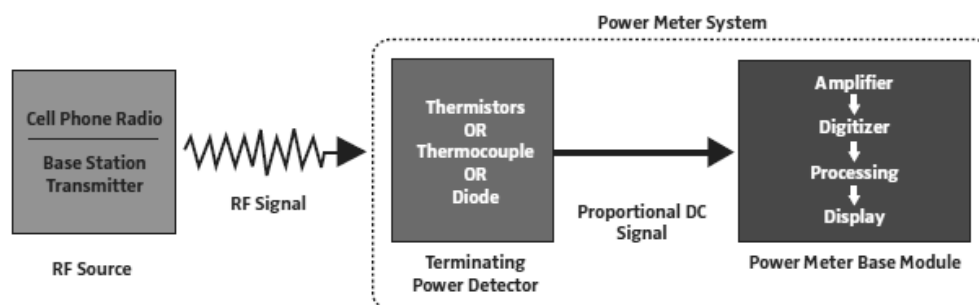 Power Meter System
Cell Phone Radio
Base Station
Transmitter
RF Source
RF Signal
Thermistors
OR
Thermocouple
OR
Diode
Terminating
Power Detector
Proportional DC
Signal
Amplifier
Digitizer
Processing
Display
Power Meter Base Module